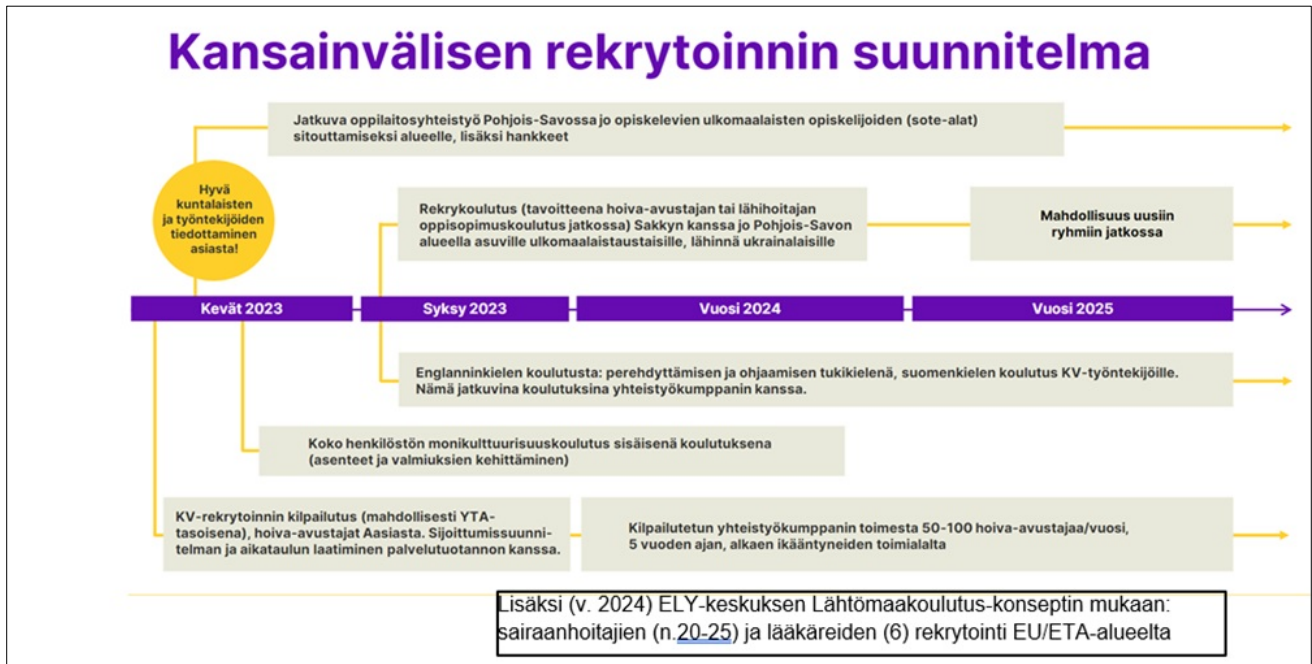 Kansainvälisen rekrytoinnin suunnitelma
Jatkuva oppilaitosyhteistyö Pohjois-Savossa jo opiskelevien ulkomaalaisten opiskelijoiden (sote-alat)
sitouttamiseksi alueelle, lisäksi hankkeet
Hyvä
kuntalaisten
ja työntekijöiden
tiedottaminen
asiasta!
Rekrykoulutus (tavoitteena hoiva-avustajan tai lähihoitajan
oppisopimuskoulutus jatkossa) Sakkyn kanssa jo Pohjois-Savon
alueella asuville ulkomaalaistaustaisille, lähinnä ukrainalaisille
Mahdollisuus uusiin
ryhmiin jatkossa
Kevät 2023
Syksy 2023
Vuosi 2024
Vuosi 2025
Englanninkielen koulutusta: perehdyttämisen ja ohjaamisen tukikielenä, suomenkielen koulutus KV-työntekijöille.
Nämä jatkuvina koulutuksina yhteistyökumppanin kanssa.
Koko henkilöstön monikulttuurisuuskoulutus sisäisenä koulutuksena
(asenteet ja valmiuksien kehittäminen)
KV-rekrytoinnin kilpailutus (mahdollisesti YTA-
tasoisena), hoiva-avustajat Aasiasta. Sijoittumissuunni-
telman ja aikataulun laatiminen palvelutuotannon kanssa.
Kilpailutetun yhteistyökumppanin toimesta 50-100 hoiva-avustajaa/vuosi,
5 vuoden ajan, alkaen ikääntyneiden toimialalta
Lisäksi (v. 2024) ELY-keskuksen Lähtömaakoulutus-konseptin mukaan:
sairaanhoitajien (n.20-25) ja lääkäreiden (6) rekrytointi EU/ETA-alueelta